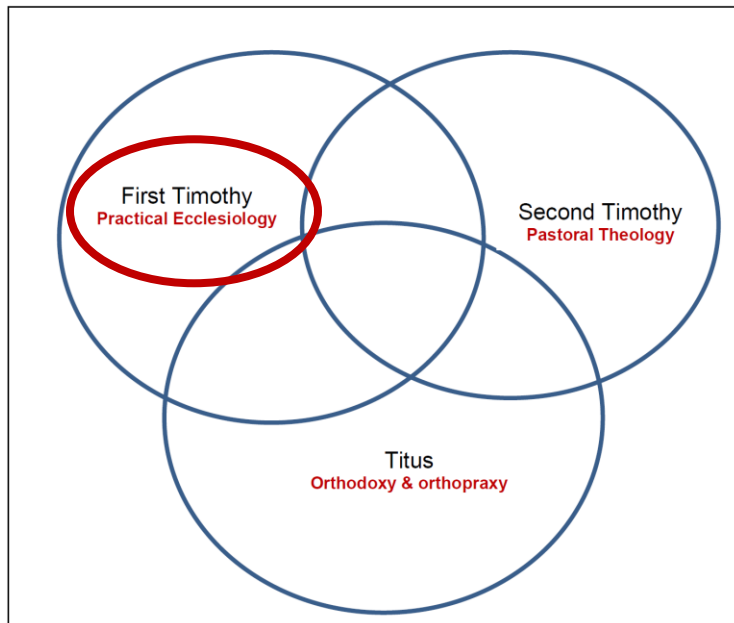 First Timothy
Practical Ecclesiology
Second Timothy
Pastoral Theology
Titus
Orthodoxy & orthopraxy